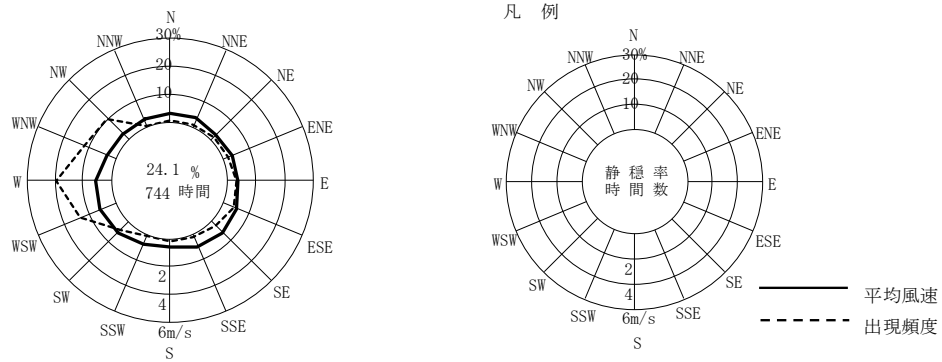 N
30%
20
10
NNW
NNE
NW
NE
WNW
ENE
W
24.1 %
744 時間
E
WSW
ESE
SW
SE
SSW
SSE
2
4
6m/s
S
凡 例
N
30%
20
10
NNW
NNE
NW
NE
WNW
ENE
W
静 穏 率
時 間 数
E
WSW
ESE
SW
SE
SSW
SSE
2
4
6m/s
S
平均風速
出現頻度